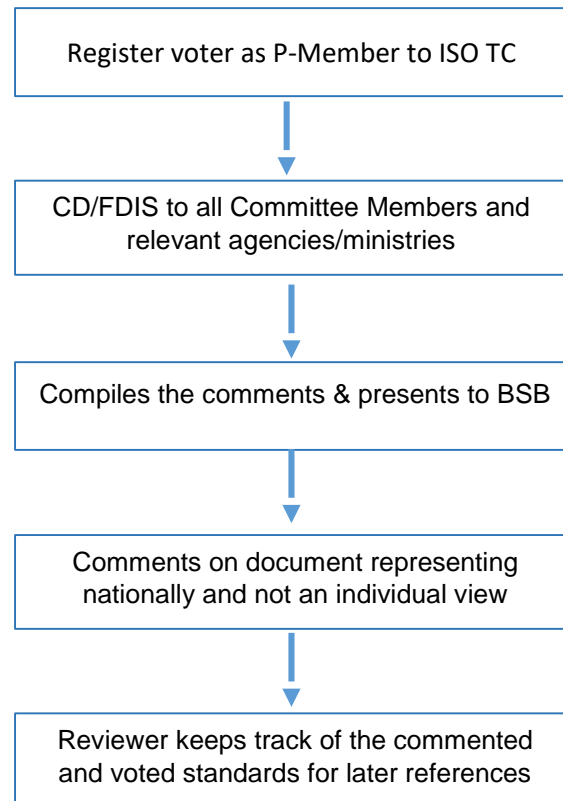 Register voter as P-Member to ISO TC
CD/FDIS to all Committee Members and
relevant agencies/ministries
Compiles the comments & presents to BSB
Comments on document representing
nationally and not an individual view
Reviewer keeps track of the commented
and voted standards for later references